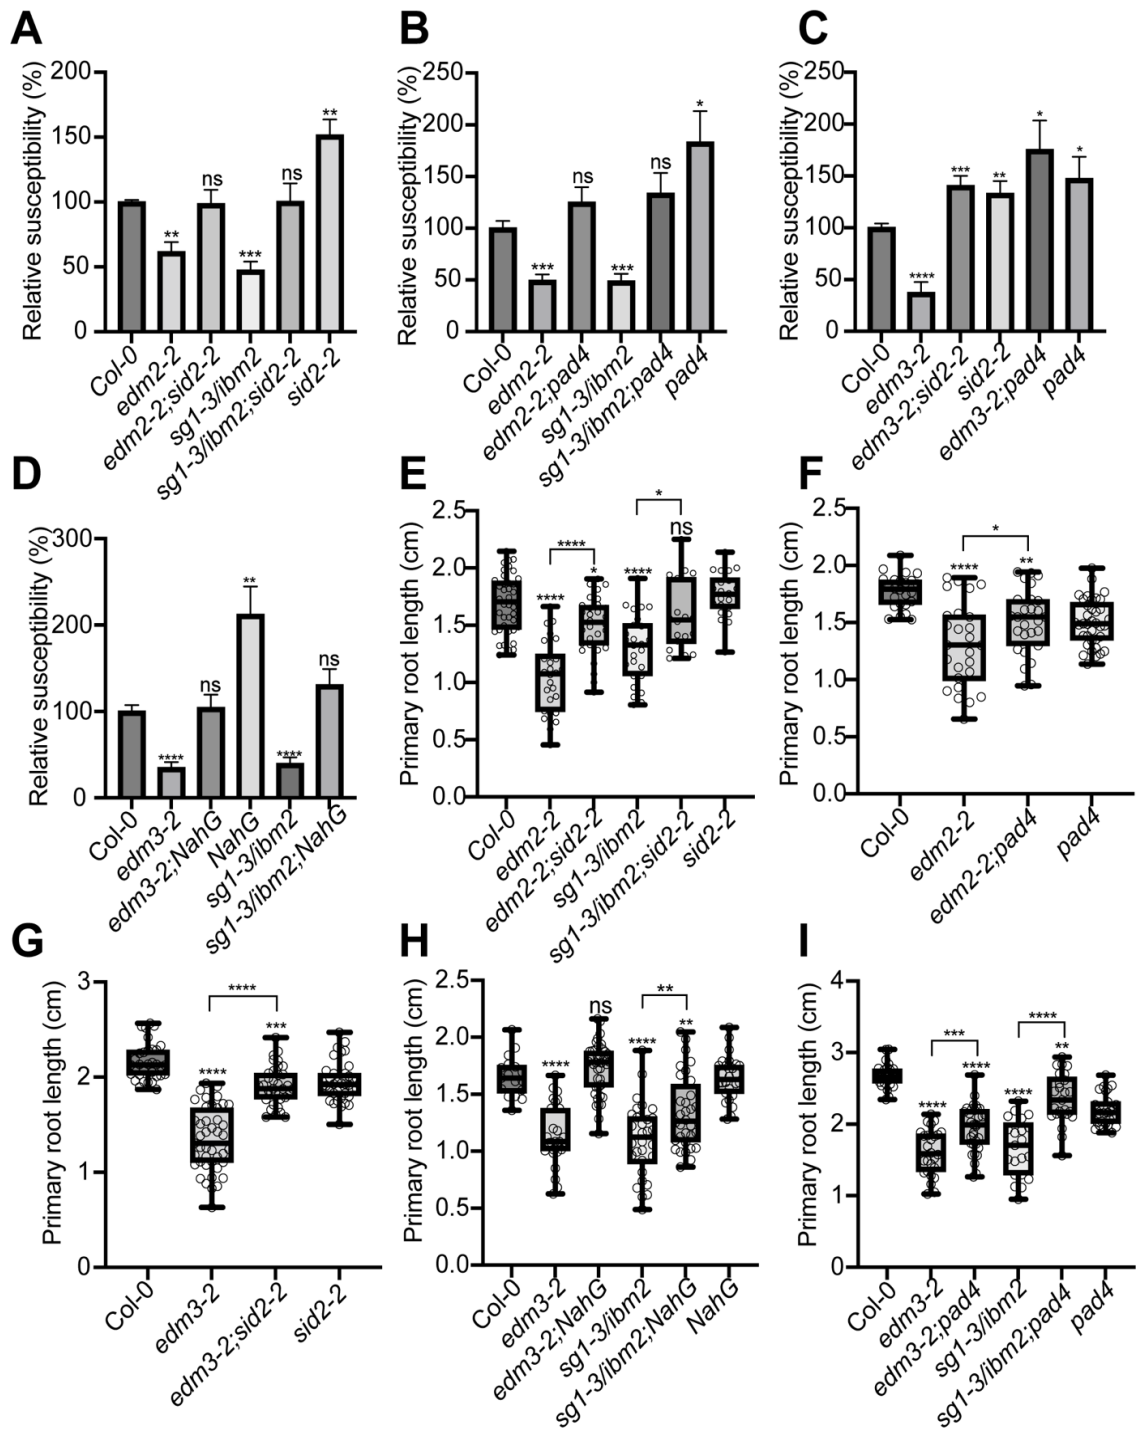 A
Relative susceptibility (%)
200
150
100
50
0
**
ns
***
ns
**
Col-0
edm2-2
edm2-2;sid2-2
sg1-3/ibm2
sg1-3/ibm2;sid2-2
sid2-2
B
Relative susceptibility (%)
250
200
150
100
50
0
***
ns
***
ns
*
Col-0
edm2-2
edm2-2;pad4
sg1-3/ibm2
sg1-3/ibm2;pad4
pad4
C
Relative susceptibility (%)
250
200
150
100
50
0
****
***
**
*
*
Col-0
edm3-2
edm3-2;sid2-2
sid2-2
edm3-2;pad4
pad4
D
Relative susceptibility (%)
300
200
100
0
****
ns
**
****
ns
Col-0
edm3-2
edm3-2;NahG
NahG
sg1-3/ibm2
sg1-3/ibm2;NahG
E
Primary root length (cm)
2.5
2.0
1.5
1.0
0.5
0.0
****
****
*
****
*
ns
Col-0
edm2-2
edm2-2;sid2-2
sg1-3/ibm2
sg1-3/ibm2;sid2-2
sid2-2
F
Primary root length (cm)
2.5
2.0
1.5
1.0
0.5
0.0
****
*
**
Col-0
edm2-2
edm2-2;pad4
pad4
G
Primary root length (cm)
3
2
1
0
****
****
***
Col-0
edm3-2
edm3-2;sid2-2
sid2-2
H
Primary root length (cm)
2.5
2.0
1.5
1.0
0.5
0.0
****
ns
****
**
**
Col-0
edm3-2
edm3-2;NahG
sg1-3/ibm2
sg1-3/ibm2;NahG
NahG
I
Primary root length (cm)
4
3
2
1
0
****
***
****
****
****
**
Col-0
edm3-2
edm3-2;pad4
sg1-3/ibm2
sg1-3/ibm2;pad4
pad4